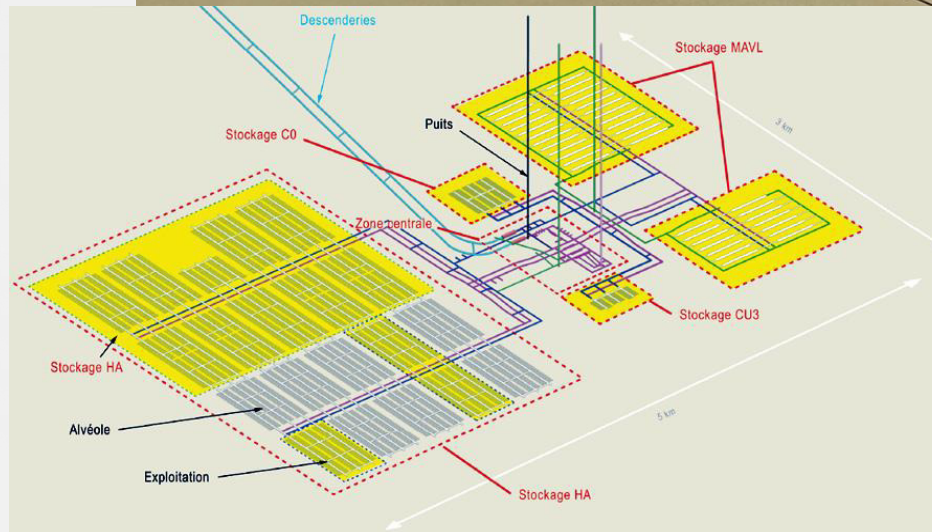 Descenderies
Stockage MAVL
Puits
Stockage C0
3 km
Zone centrale
Stockage CU3
Stockage HA
5 km
Alvéole
Exploitation
Stockage HA